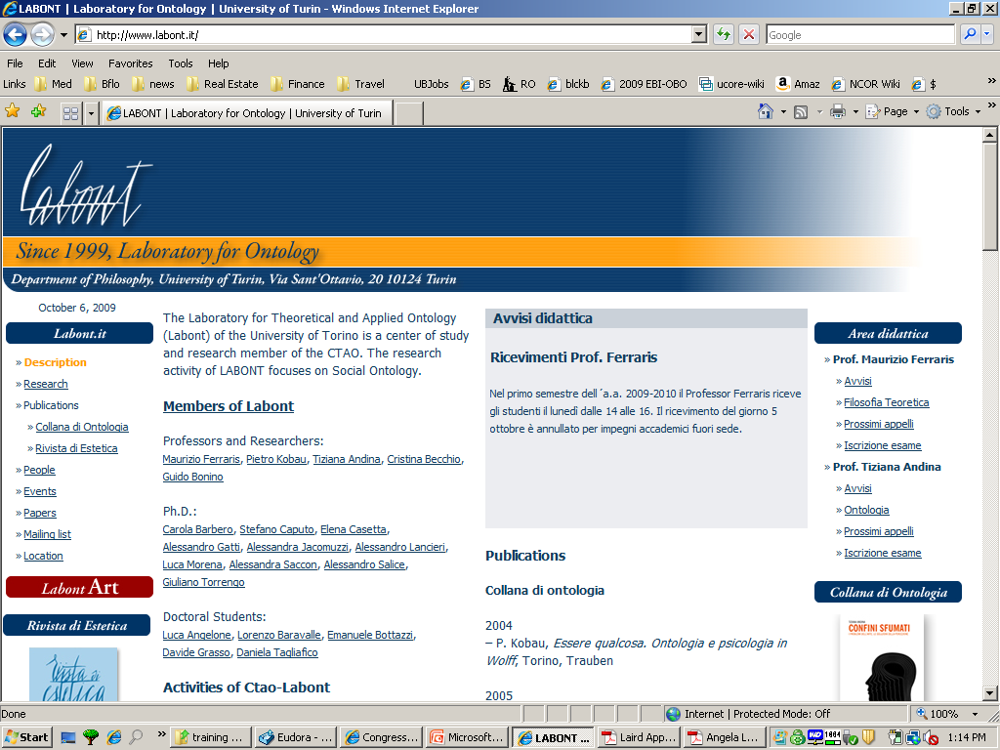 LABONT | Laboratory for Ontology | University of Turin - Windows Internet Explorer
http://www.labont.it/
Google
File Edit View Favorites Tools Help
Links Med Bflo news Real Estate Finance Travel UBJobs BS RO blckb 2009 EBI-OBO ucore-wiki Amaz NCOR Wiki $
LABONT | Laboratory for Ontology | University of Turin
Page Tools
Labont
Since 1999, Laboratory for Ontology
Department of Philosophy, University of Turin, Via Sant'Ottavio, 20 10124 Turin
October 6, 2009
Labont.it
» Description
» Research
» Publications
» Collana di Ontologia
» Rivista di Estetica
» People
» Events
» Papers
» Mailing list
» Location
Labont Art
Rivista di Estetica
Rivista di
estetica
The Laboratory for Theoretical and Applied Ontology
(Labont) of the University of Torino is a center of study
and research member of the CTAO. The research
activity of LABONT focuses on Social Ontology.
Members of Labont
Professors and Researchers:
Maurizio Ferraris, Pietro Kobau, Tiziana Andina, Cristina Becchio,
Guido Bonino
Ph.D.:
Carola Barbero, Stefano Caputo, Elena Casetta,
Alessandro Gatti, Alessandra Jacomuzzi, Alessandro Lancieri,
Luca Morena, Alessandra Saccon, Alessandro Salice,
Giuliano Torrengo
Doctoral Students:
Luca Angelone, Lorenzo Baravalle, Emanuele Bottazzi,
Davide Grasso, Daniela Tagliafico
Activities of Ctao-Labont
Avvisi didattica
Ricevimenti Prof. Ferraris
Nel primo semestre dell´a.a. 2009-2010 il Professor Ferraris riceve
gli studenti il lunedì dalle 14 alle 16. Il ricevimento del giorno 5
ottobre è annullato per impegni accademici fuori sede.
Publications
Collana di ontologia
2004
– P. Kobau, Essere qualcosa. Ontologia e psicologia in
Wolff, Torino, Trauben
2005
Area didattica
» Prof. Maurizio Ferraris
» Avvisi
» Filosofia Teoretica
» Prossimi appelli
» Iscrizione esame
» Prof. Tiziana Andina
» Avvisi
» Ontologia
» Prossimi appelli
» Iscrizione esame
Collana di Ontologia
CONFINI SFUMATI
Done Internet | Protected Mode: Off 100%
Start training ... Eudora - ... Congress... Microsoft... LABONT ... Laird App... Angela L... 1:14 PM